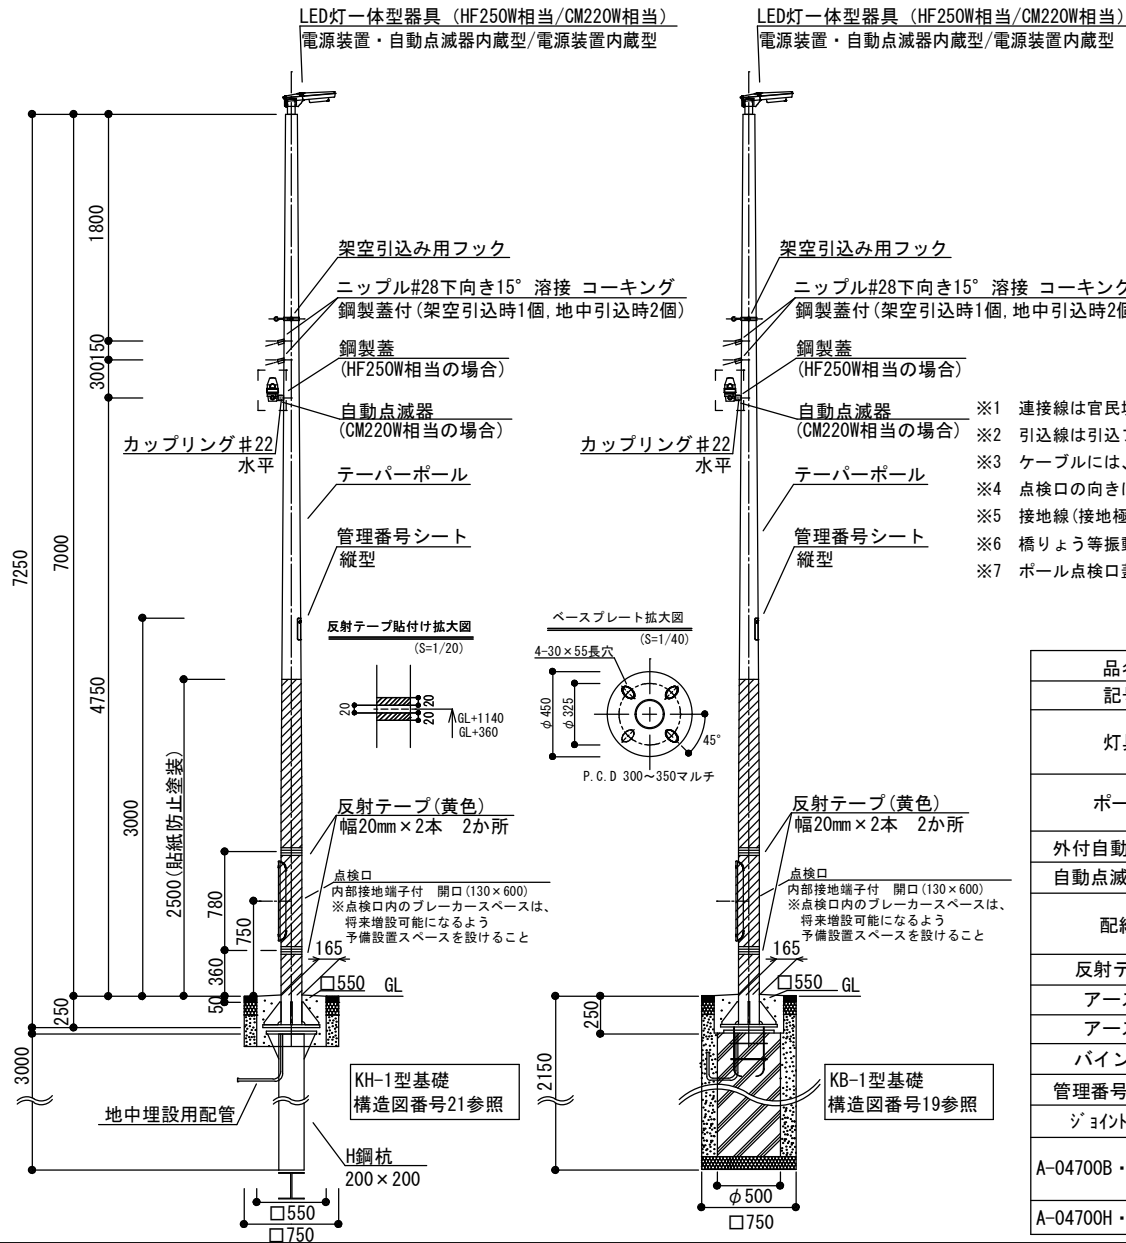 LED灯一体型器具 (HF250W相当/CM220W相当)
電源装置・自動点滅器内蔵型/電源装置内蔵型
1800
150
300
4750
7000
7250
3000
2500(貼紙防止塗装)
780
750
360
50
250
3000
架空引込み用フック
ニップル#28下向き15° 溶接 コーキング
鋼製蓋付(架空引込時1個,地中引込時2個)
鋼製蓋
(HF250W相当の場合)
自動点滅器
(CM220W相当の場合)
カップリング#22
水平
テーパーポール
管理番号シート
縦型
反射テープ貼付け拡大図
(S=1/20)
20
20
20
GL+1140
GL+360
反射テープ(黄色)
幅20mm×2本 2か所
点検口
内部接地端子付 開口(130×600)
※点検口内のブレーカースペースは、
将来増設可能になるよう
予備設置スペースを設けること
165
□550 GL
KH-1型基礎
構造図番号21参照
地中埋設用配管
H鋼杭
200×200
□550
□750
ベースプレート拡大図
(S=1/40)
4-30×55長穴
φ450
φ325
45°
P.C.D 300〜350マルチ
LED灯一体型器具 (HF250W相当/CM220W相当)
電源装置・自動点滅器内蔵型/電源装置内蔵型
架空引込み用フック
ニップル#28下向き15° 溶接 コーキング
鋼製蓋付(架空引込時1個,地中引込時2個
鋼製蓋
(HF250W相当の場合)
自動点滅器
(CM220W相当の場合)
カップリング#22
水平
テーパーポール
管理番号シート
縦型
反射テープ(黄色)
幅20mm×2本 2か所
点検口
内部接地端子付 開口(130×600)
※点検口内のブレーカースペースは、
将来増設可能になるよう
予備設置スペースを設けること
165
□550 GL
250
2150
KB-1型基礎
構造図番号19参照
φ500
□750
※1 連接線は官民
※2 引込線は引込
※3 ケーブルには、
※4 点検口の向き
※5 接地線(接地極
※6 橋りょう等振
※7 ポール点検口
品
記
灯
ポー
外付自動
自動点滅
配
反射テ
アー
アー
バイン
管理番号
ジョイント
A-04700B・
A-04700H・